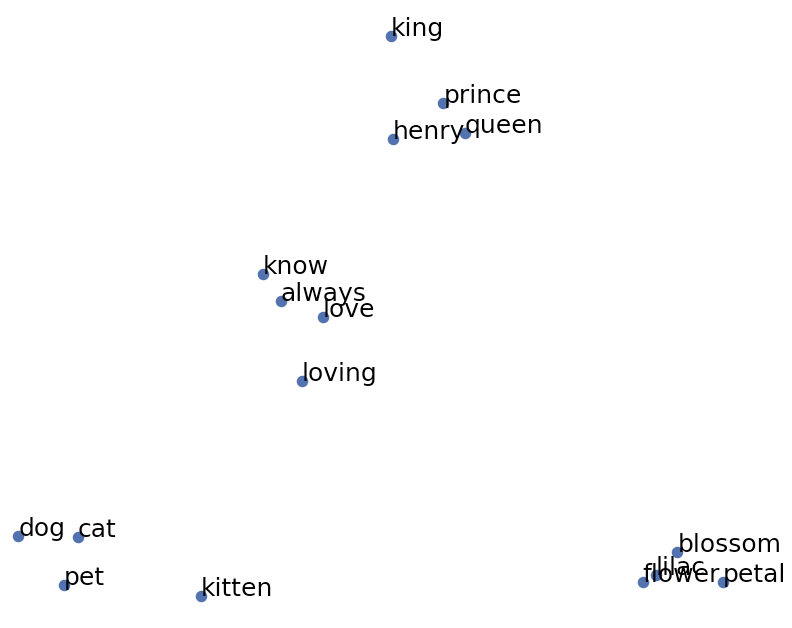 king
prince
henry queen
know
always
love
loving
dog cat
blossom
lilac
pet flower petal
kitten